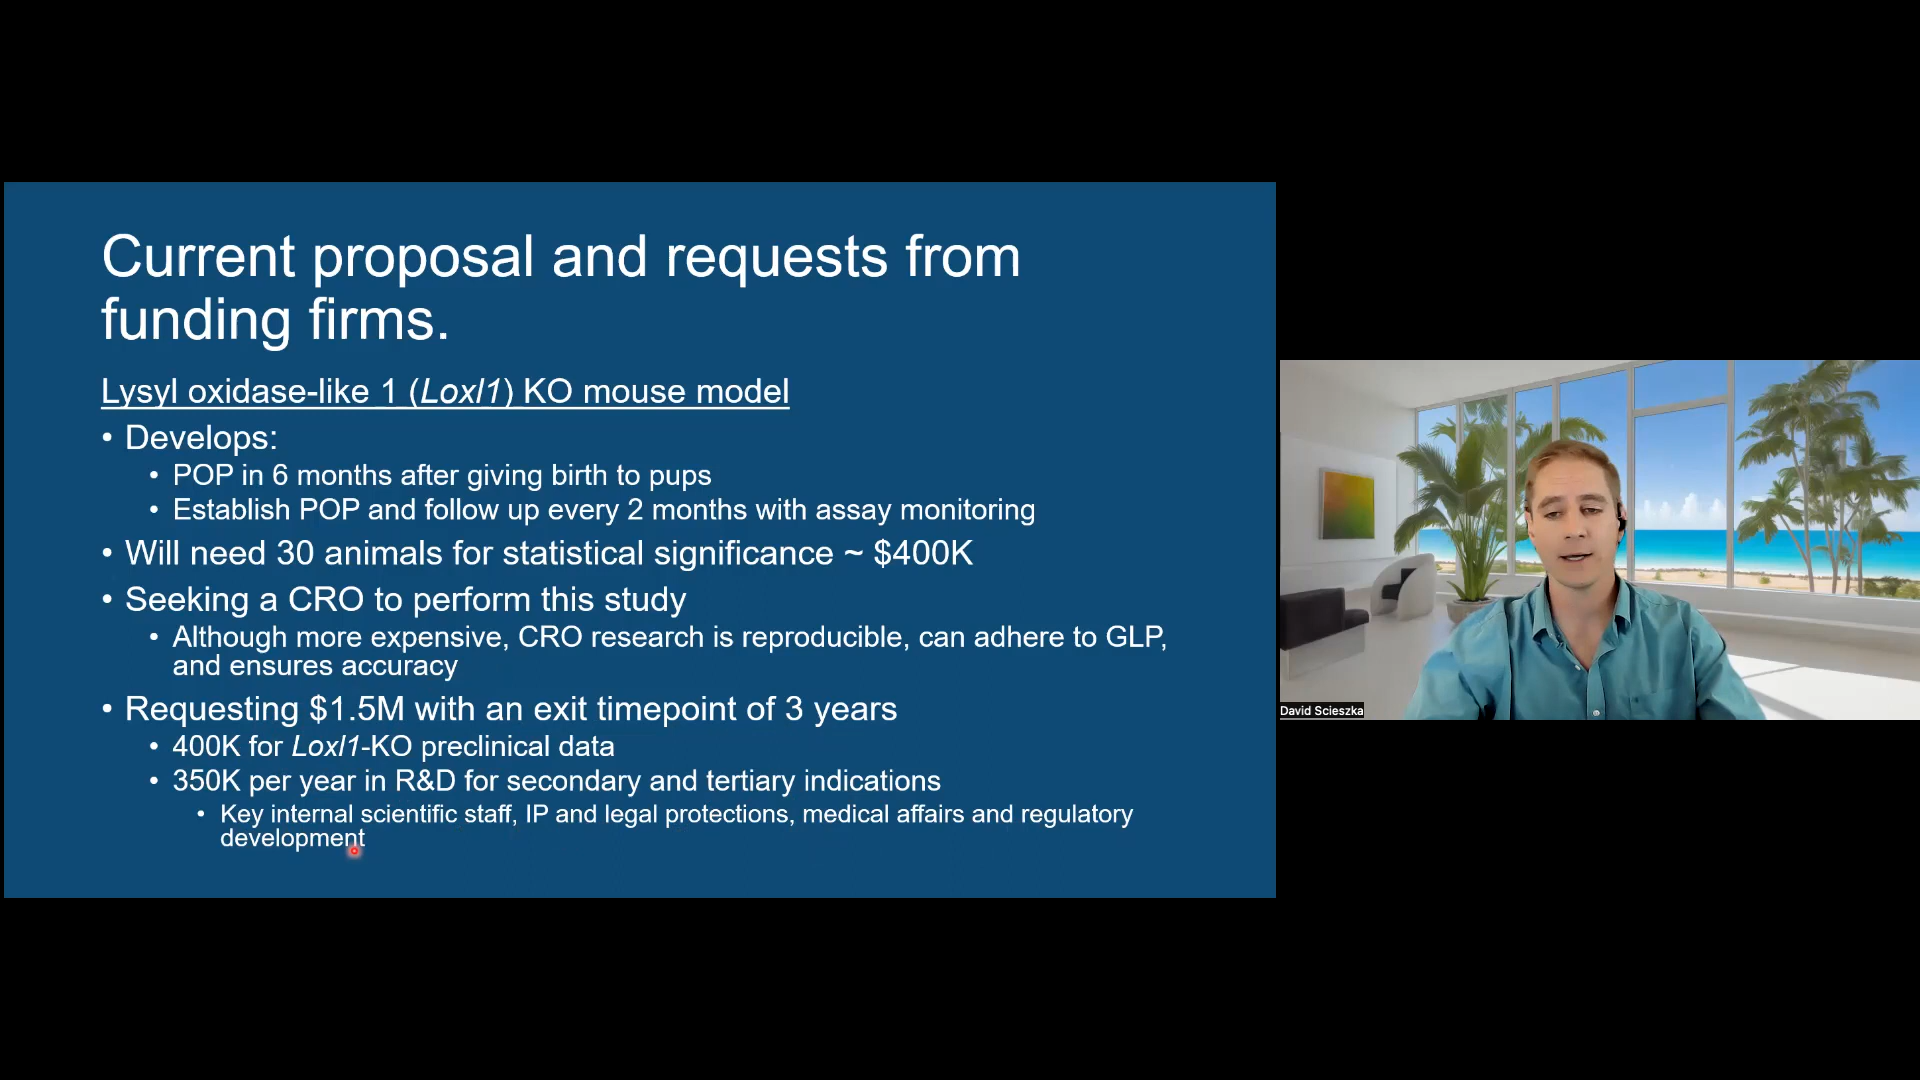 Current proposal and requests from
funding firms.
Lysyl oxidase-like 1 (Loxl1) KO mouse model
• Develops:
• POP in 6 months after giving birth to pups
• Establish POP and follow up every 2 months with assay monitoring
• Will need 30 animals for statistical significance ~ $400K
• Seeking a CRO to perform this study
• Although more expensive, CRO research is reproducible, can adhere to GLP,
and ensures accuracy
• Requesting $1.5M with an exit timepoint of 3 years
• 400K for Loxl1-KO preclinical data
• 350K per year in R&D for secondary and tertiary indications
• Key internal scientific staff, IP and legal protections, medical affairs and regulatory
development
David Scieszka